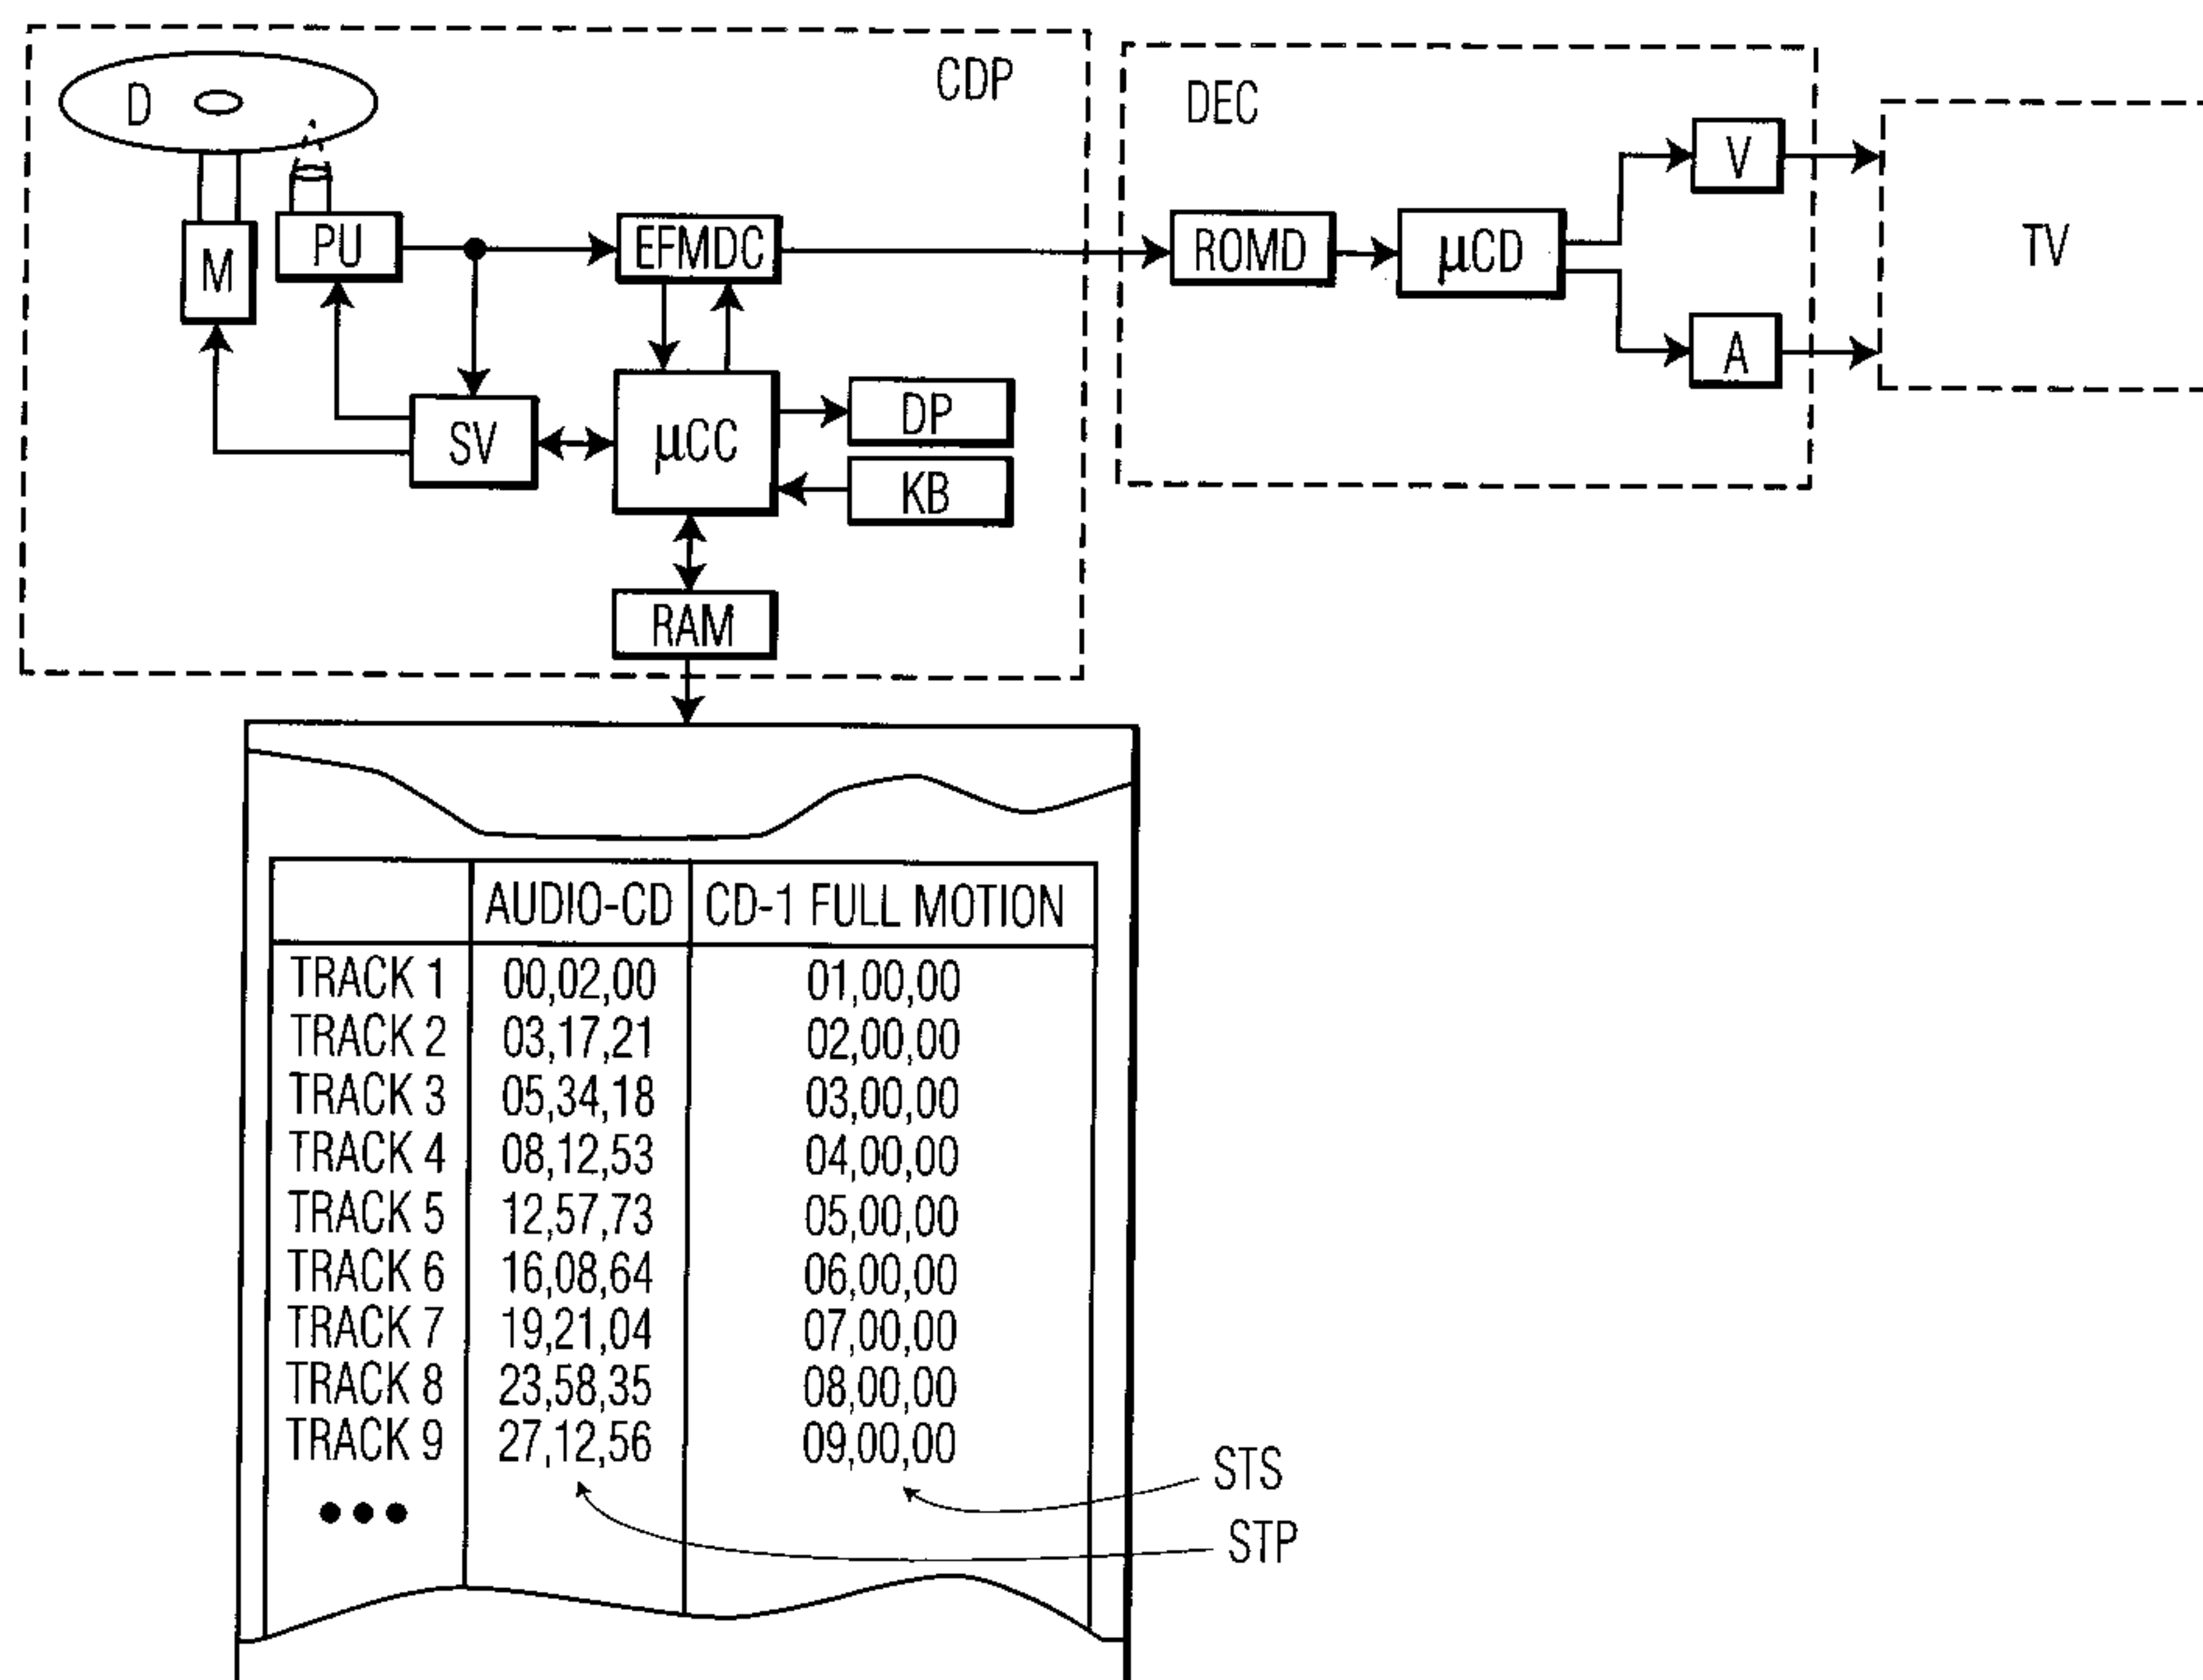 CDP
D
DEC
V
M
PU
EFMDC
ROMD
µCD
TV
A
SV
µCC
DP
KB
RAM
AUDIO-CD CD-1 FULL MOTION
TRACK 1 00,02,00 01,00,00
TRACK 2 03,17,21 02,00,00
TRACK 3 05,34,18 03,00,00
TRACK 4 08,12,53 04,00,00
TRACK 5 12,57,73 05,00,00
TRACK 6 16,08,64 06,00,00
TRACK 7 19,21,04 07,00,00
TRACK 8 23,58,35 08,00,00
TRACK 9 27,12,56 09,00,00
STS
STP